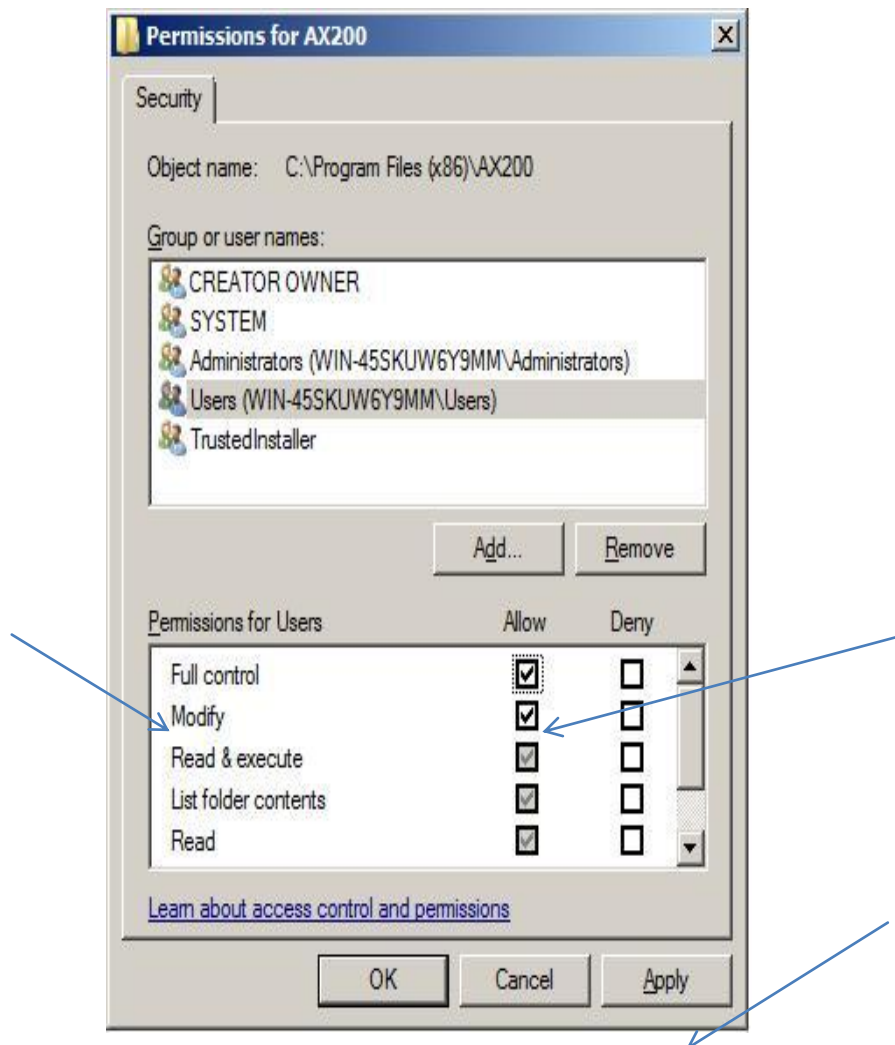 Permissions for AX200
Security
Object name: C:\Program Files (x86)\AX200
Group or user names:
CREATOR OWNER
SYSTEM
Administrators (WIN-45SKUW6Y9MM\Administrators)
Users (WIN-45SKUW6Y9MM\Users)
TrustedInstaller
Add... Remove
Permissions for Users Allow Deny
Full control
Modify
Read & execute
List folder contents
Read
Learn about access control and permissions
OK Cancel Apply